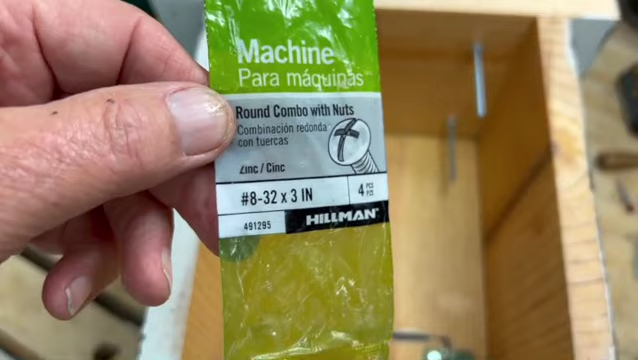 Machine
Para máquinas
Round Combo with Nuts
Combinación redonda
con tuercas
Zinc / Cinc
#8-32 x 3 IN
4 PCS
PZS.
491295
HILLMAN